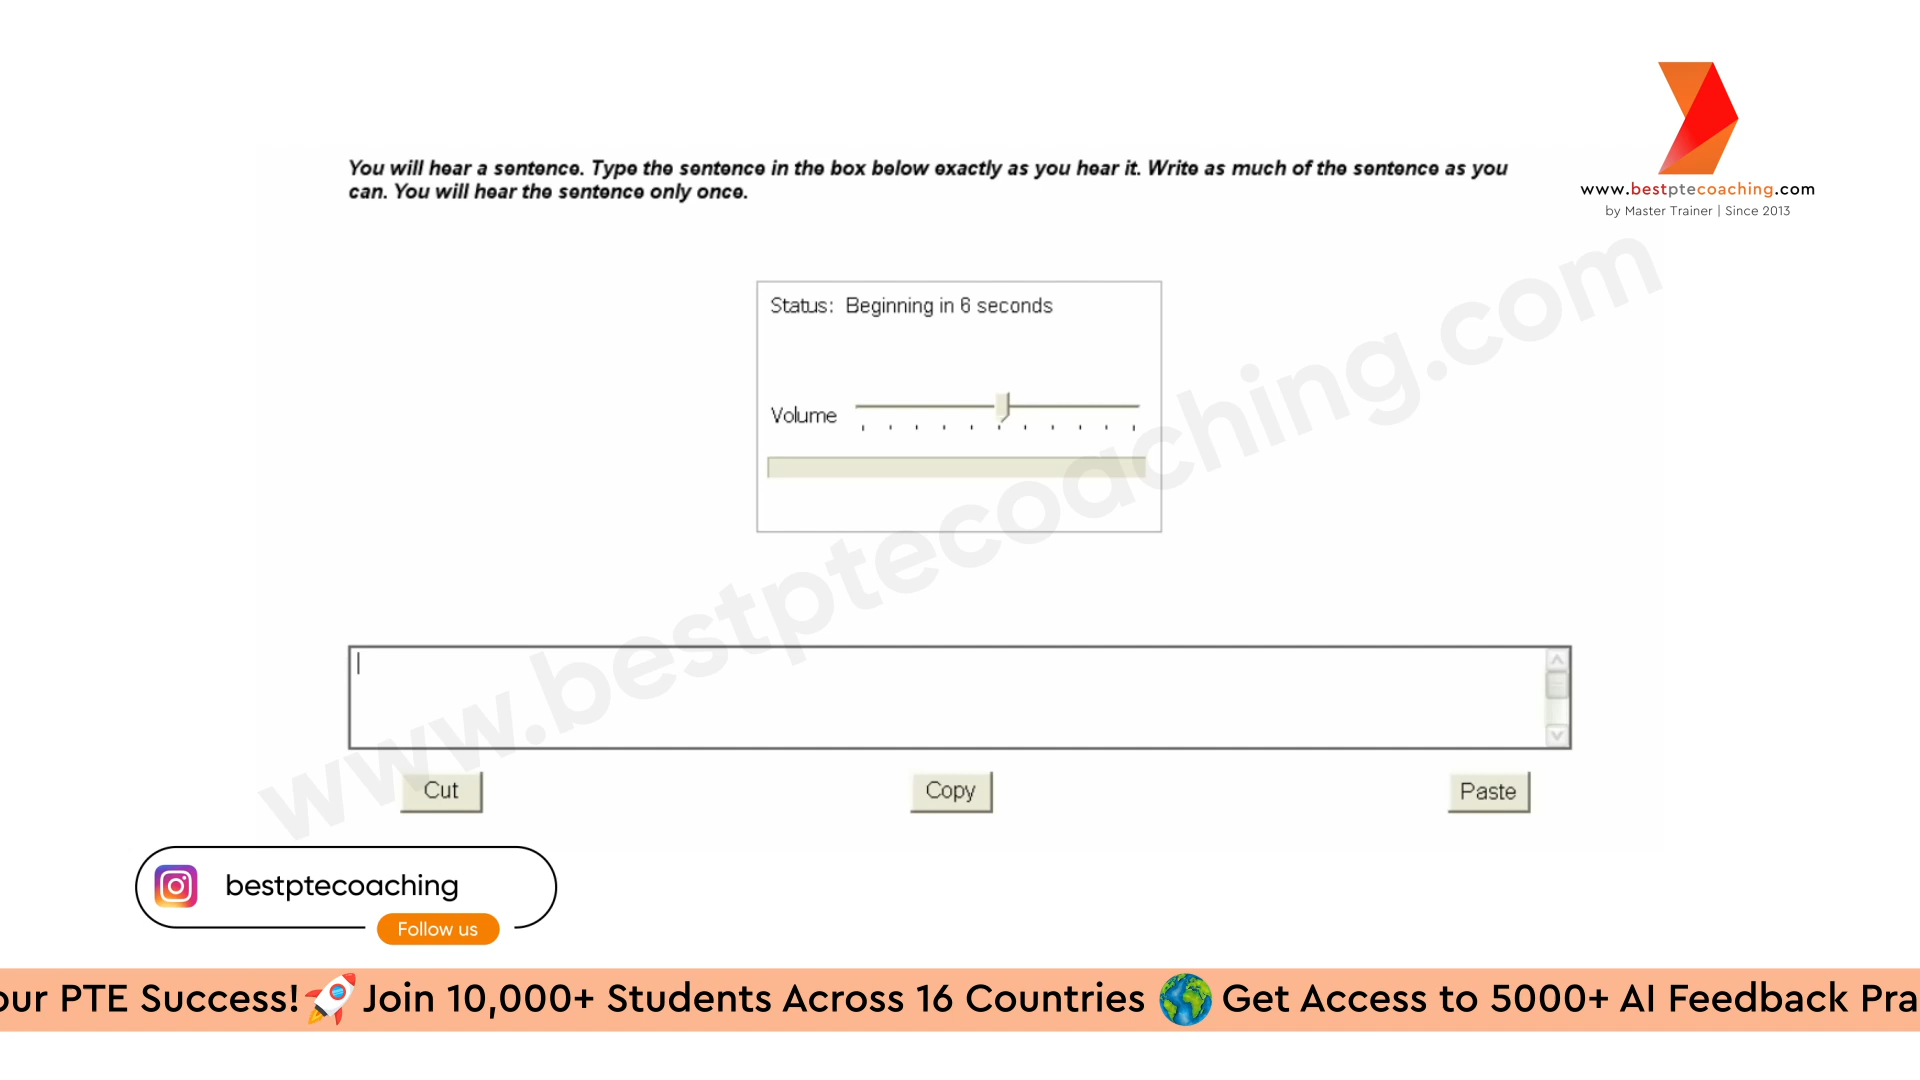 You will hear a sentence. Type the sentence in the box below exactly as you hear it. Write as much of the sentence as you
can. You will hear the sentence only once.
www.bestptecoaching.com
by Master Trainer | Since 2013
Status: Beginning in 6 seconds
Volume
www.bestptecoaching.com
Cut
Copy
Paste
bestptecoaching
Follow us
our PTE Success!🚀Join 10,000+ Students Across 16 Countries 🌍 Get Access to 5000+ AI Feedback Pra